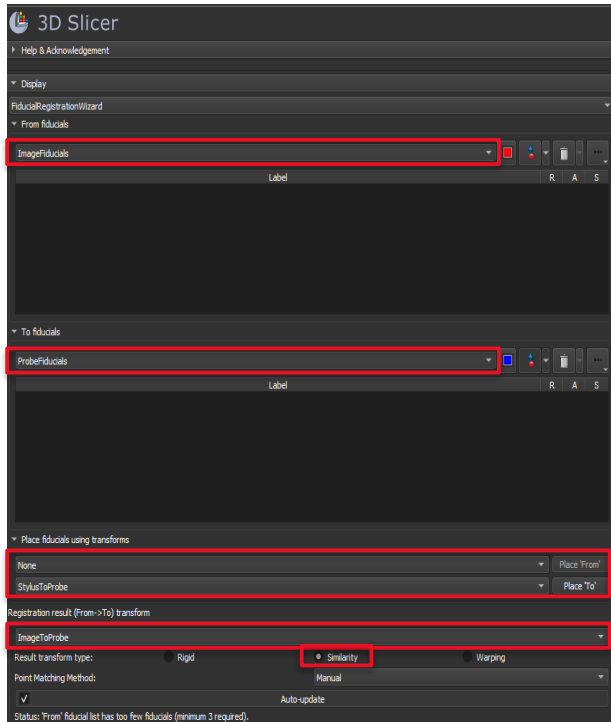 3D Slicer
Help & Acknowledgement
Display
FiducialRegistrationWizard
From fiducials
ImageFiducials
Label R A S
To fiducials
ProbeFiducials
Label R A S
Place fiducials using transforms
None Place 'From'
StylusToProbe Place 'To'
Registration result (From->To) transform
ImageToProbe
Result transform type: Rigid Similarity Warping
Point Matching Method: Manual
Auto-update
Status: 'From' fiducial list has too few fiducials (minimum 3 required).